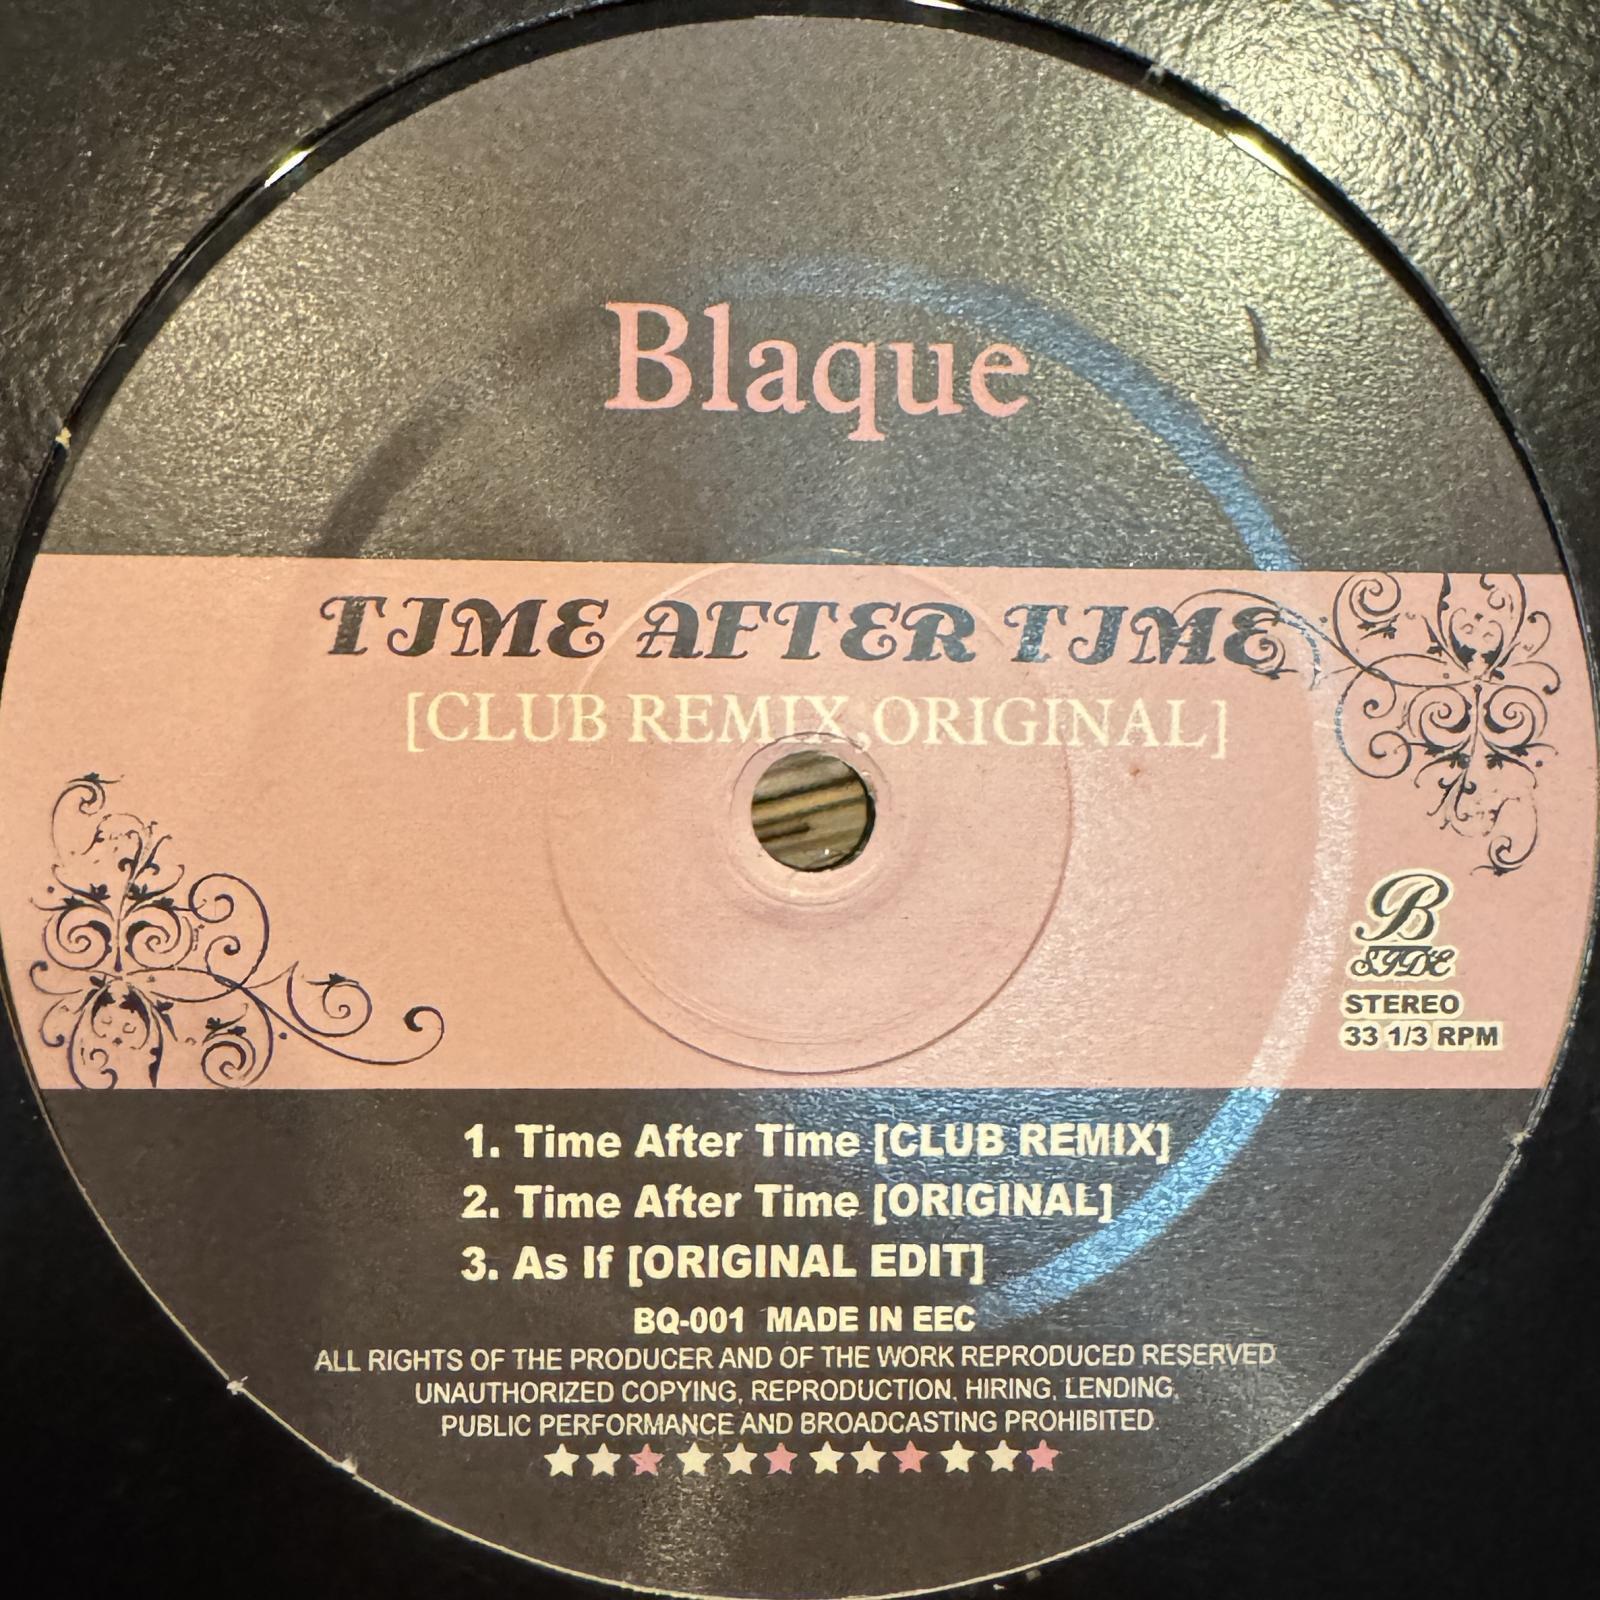 Blaque
TIME AFTER TIME
[CLUB REMIX,ORIGINAL]
B
SIDE
STEREO
33 1/3 RPM
1. Time After Time [CLUB REMIX]
2. Time After Time [ORIGINAL]
3. As If [ORIGINAL EDIT]
BQ-001 MADE IN EEC
ALL RIGHTS OF THE PRODUCER AND OF THE WORK REPRODUCED RESERVED
UNAUTHORIZED COPYING, REPRODUCTION, HIRING, LENDING,
PUBLIC PERFORMANCE AND BROADCASTING PROHIBITED.